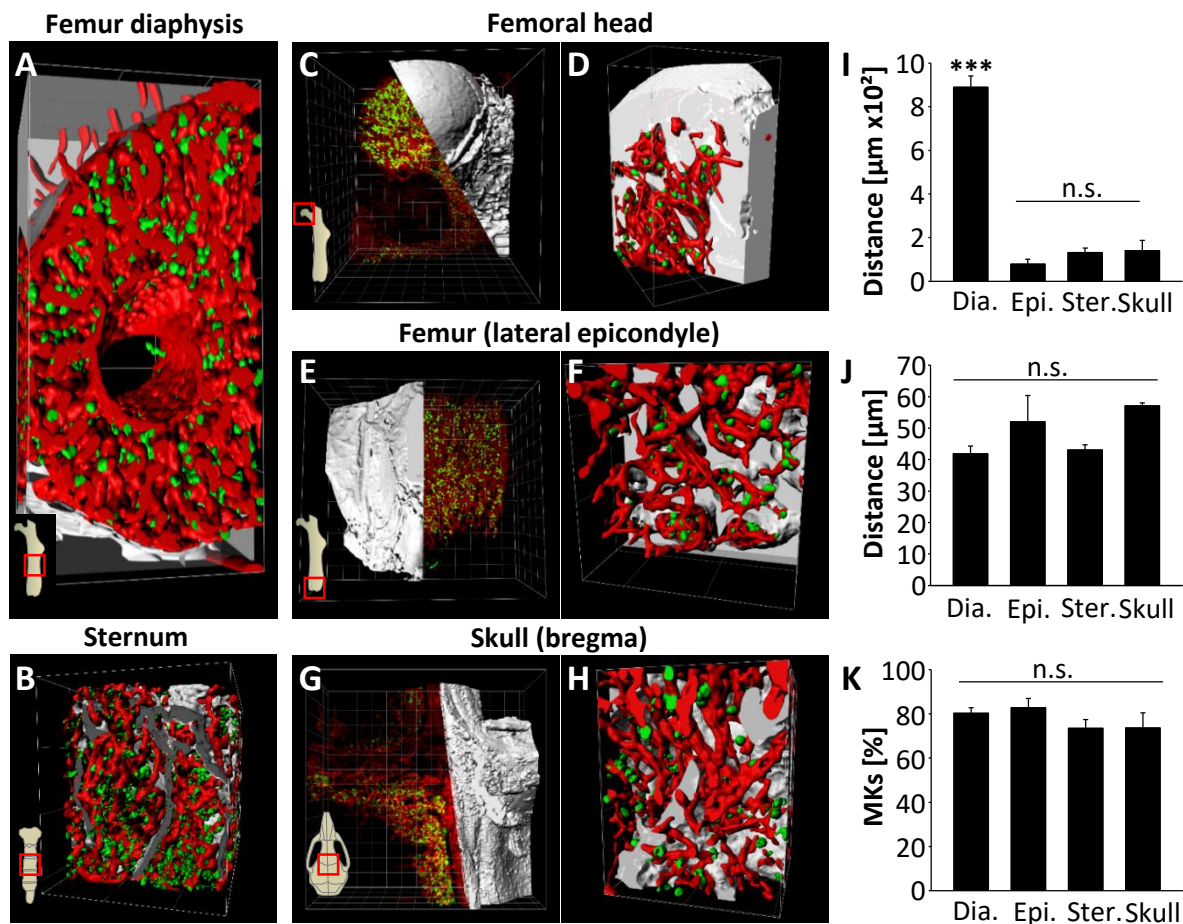 Femur diaphysis
Femoral head
A
C
D
Femur (lateral epicondyle)
E
F
Sternum
Skull (bregma)
B
G
H
I
Distance [µm x10²]
10
8
6
4
2
0
***
n.s.
Dia. Epi. Ster. Skull
J
Distance [µm]
70
60
50
40
30
20
10
0
n.s.
Dia. Epi. Ster. Skull
K
MKs [%]
100
80
60
40
20
0
n.s.
Dia. Epi. Ster. Skull